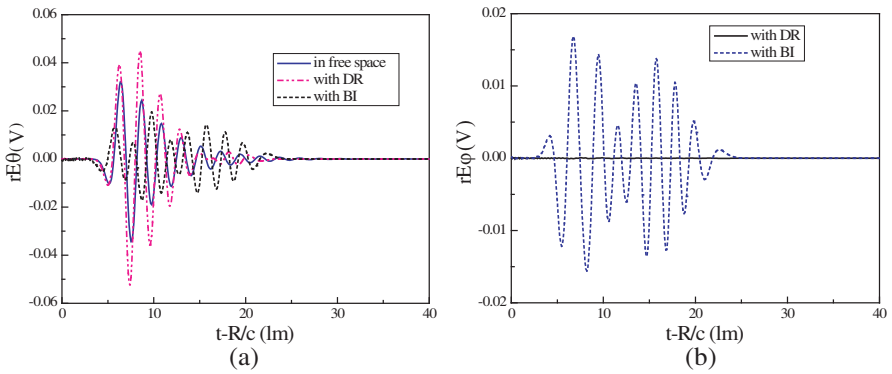 0.06
0.04
0.02
0.00
-0.02
-0.04
-0.06
rEθ(V)
in free space
with DR
with BI
0
10
20
30
40
t-R/c (lm)
(a)
0.02
0.01
0.00
-0.01
-0.02
rEφ(V)
with DR
with BI
0
10
20
30
40
t-R/c (lm)
(b)